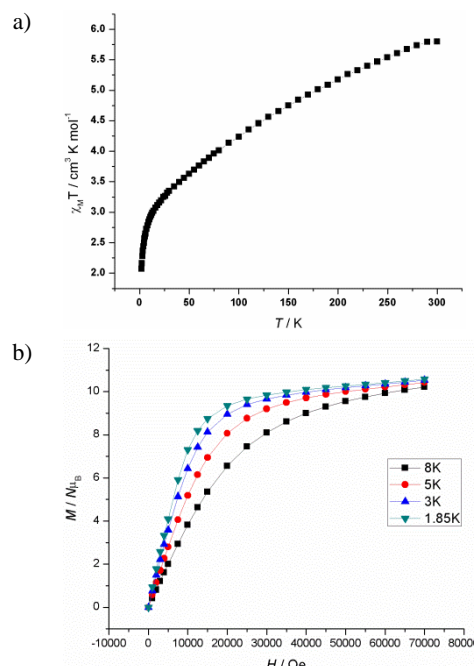 a)
6.0
5.5
5.0
4.5
4.0
3.5
3.0
2.5
2.0
χ_M T / cm³ K mol⁻¹
0 50 100 150 200 250 300
T / K
b)
12
10
8
6
4
2
0
M / Nμ_B
8K
5K
3K
1.85K
-10000 0 10000 20000 30000 40000 50000 60000 70000 80000
H / Oe